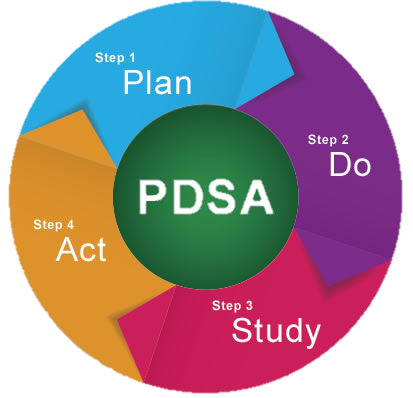 Step 1
Plan
Step 2
Do
PDSA
Step 4
Act
Step 3
Study